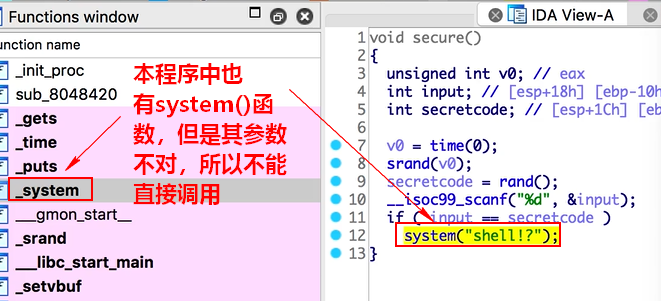 Functions window
IDA View-A
unction name
_init_proc
sub_8048420
_gets
_time
_puts
_system
__gmon_start__
_srand
___libc_start_main
_setvbuf
本程序中也
有system()函
数，但是其参数
不对，所以不能
直接调用
1 void secure()
2 {
3 unsigned int v0; // eax
4 int input; // [esp+18h] [ebp-10h
5 int secretcode; // [esp+1Ch] [eb
6
7 v0 = time(0);
8 srand(v0);
9 secretcode = rand();
10 __isoc99_scanf("%d", &input);
11 if ( input == secretcode )
12 system("shell!?");
13 }